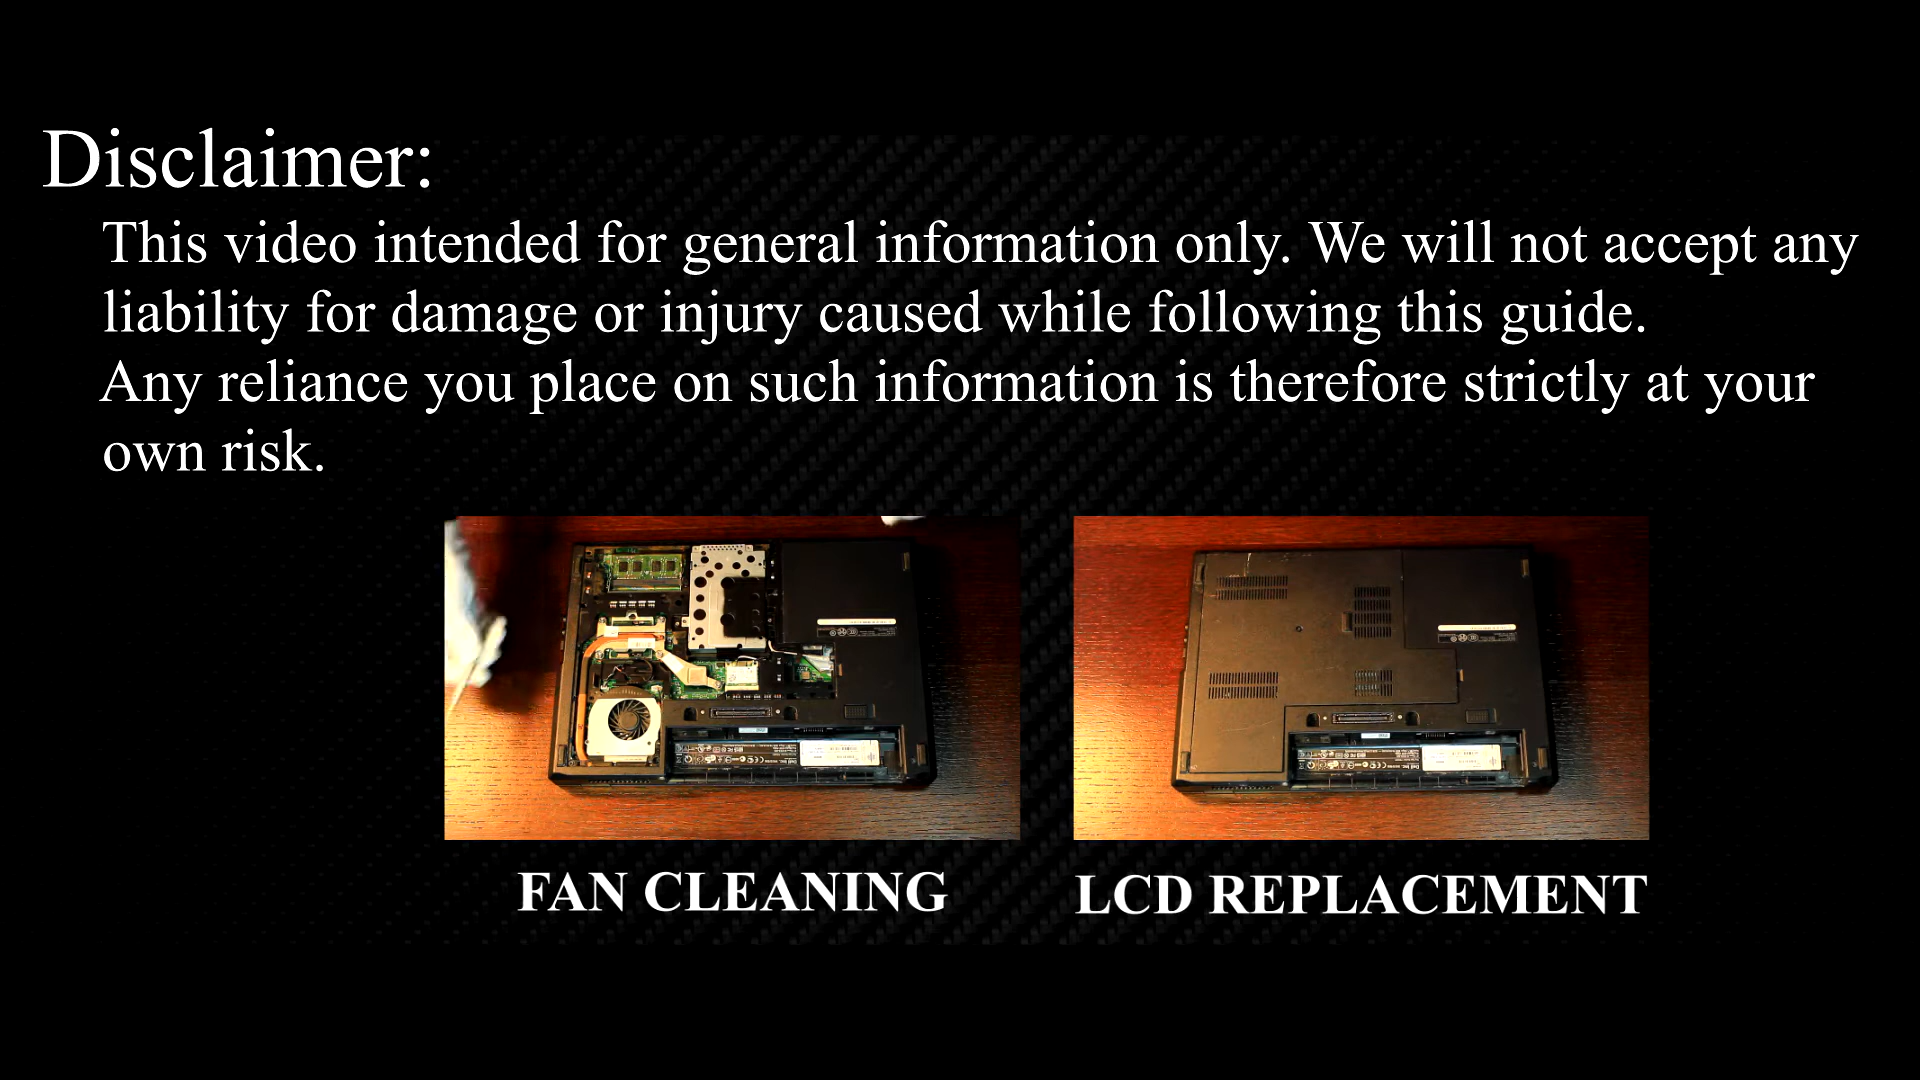 Disclaimer:
This video intended for general information only. We will not accept any
liability for damage or injury caused while following this guide.
Any reliance you place on such information is therefore strictly at your
own risk.
FAN CLEANING
LCD REPLACEMENT